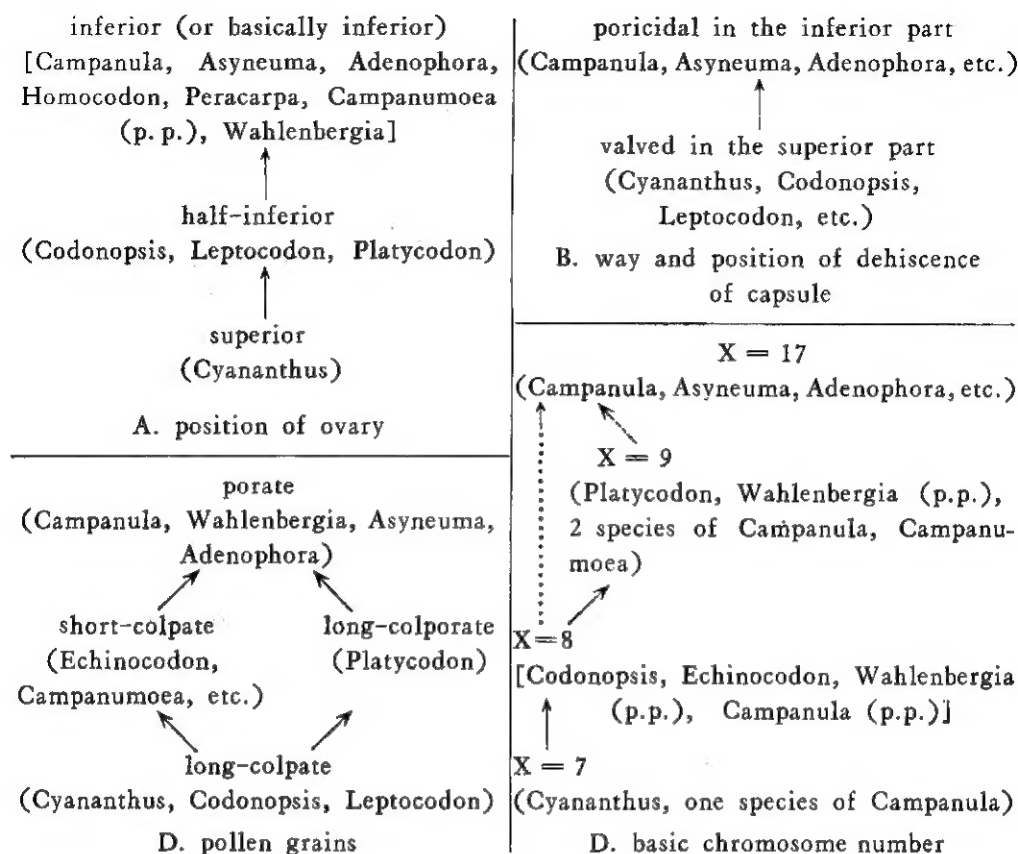 inferior (or basically inferior)
[Campanula, Asyneuma, Adenophora,
Homocodon, Peracarpa, Campanumoea
(p. p.), Wahlenbergia]
half-inferior
(Codonopsis, Leptocodon, Platycodon)
superior
(Cyananthus)
A. position of ovary
poricidal in the inferior part
(Campanula, Asyneuma, Adenophora, etc.)
valved in the superior part
(Cyananthus, Codonopsis,
Leptocodon, etc.)
B. way and position of dehiscence
of capsule
porate
(Campanula, Wahlenbergia, Asyneuma,
Adenophora)
short-colpate
(Echinocodon,
Campanumoea, etc.)
long-colporate
(Platycodon)
long-colpate
(Cyananthus, Codonopsis, Leptocodon)
D. pollen grains
X = 17
(Campanula, Asyneuma, Adenophora, etc.)
X = 9
(Platycodon, Wahlenbergia (p.p.),
2 species of Campanula, Campanu-
moea)
X=8
[Codonopsis, Echinocodon, Wahlenbergia
(p.p.), Campanula (p.p.)]
X = 7
(Cyananthus, one species of Campanula)
D. basic chromosome number